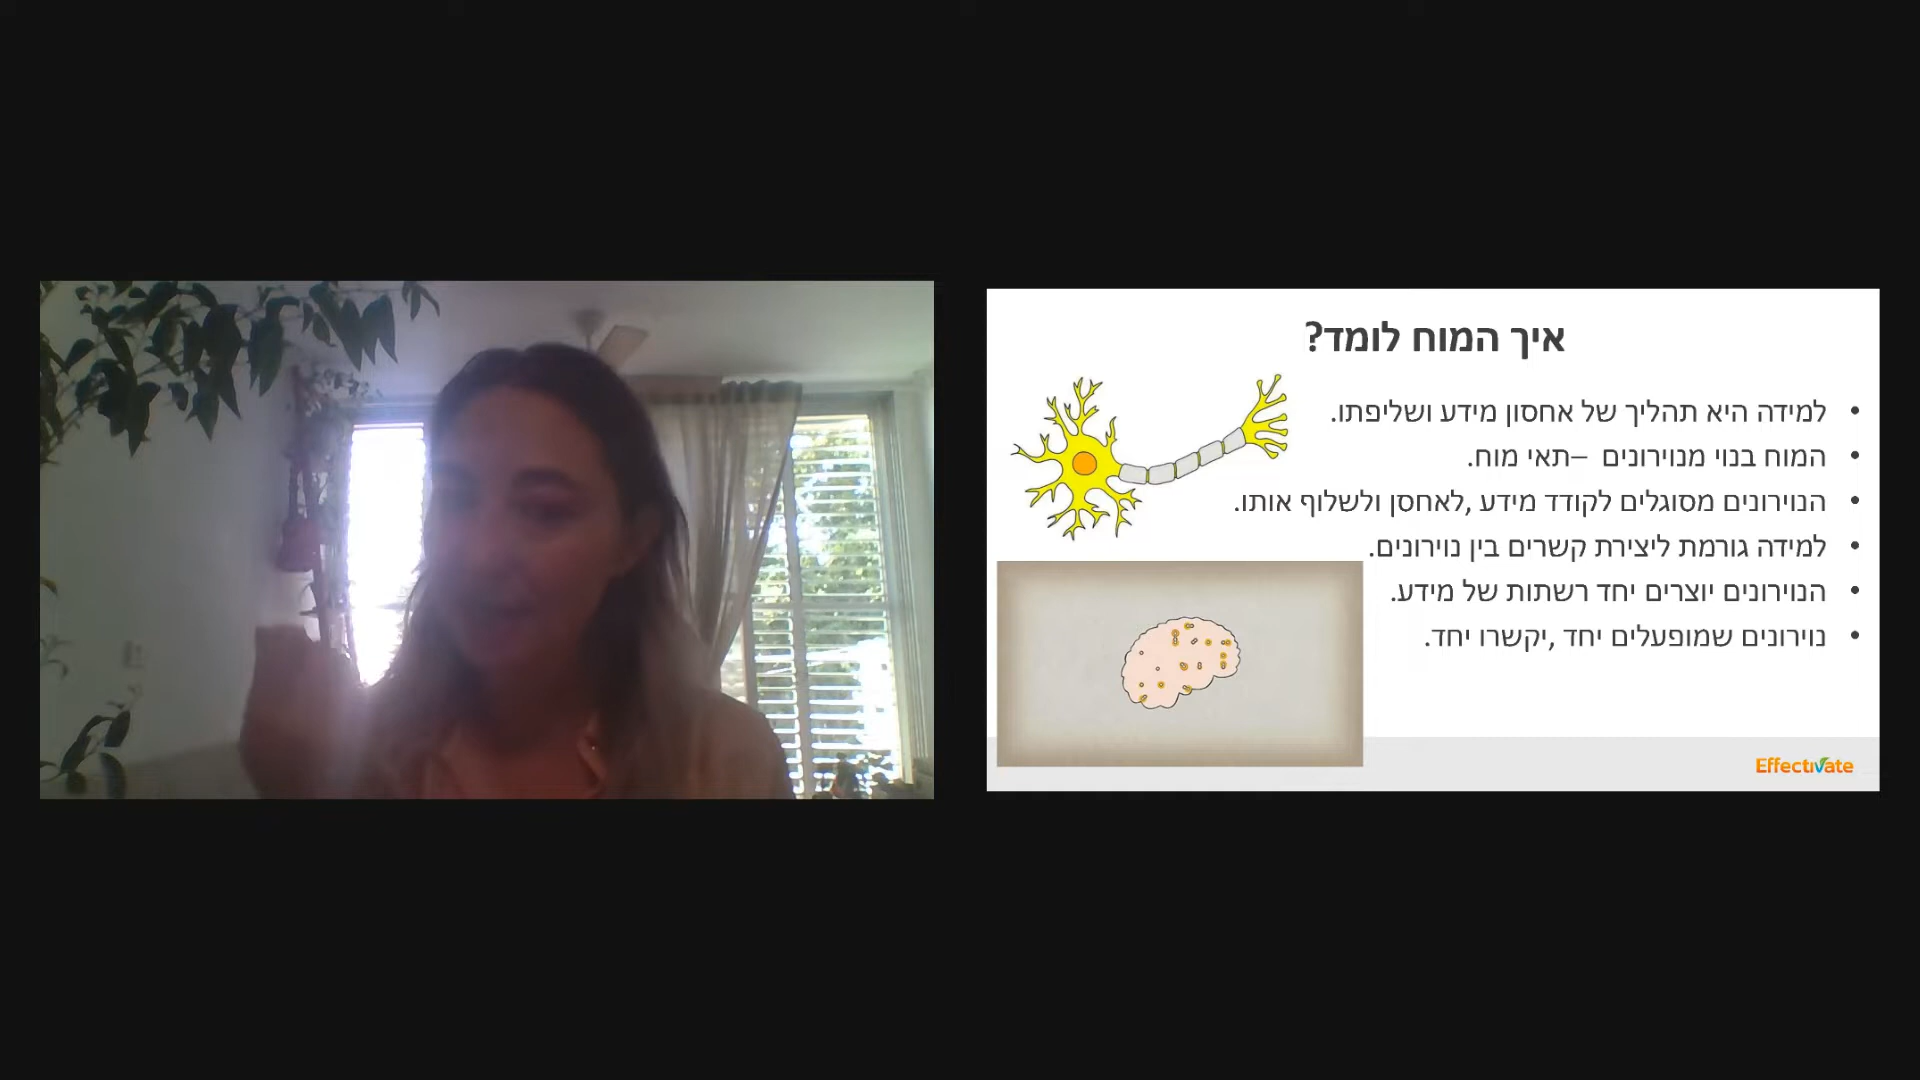 איך המוח לומד?
• למידה היא תהליך של אחסון מידע ושליפתו.
• המוח בנוי מנוירונים –תאי מוח.
• הנוירונים מסוגלים לקודד מידע ,לאחסן ולשלוף אותו.
• למידה גורמת ליצירת קשרים בין נוירונים.
• הנוירונים יוצרים יחד רשתות של מידע.
• נוירונים שמופעלים יחד ,יקשרו יחד.
Effectivate